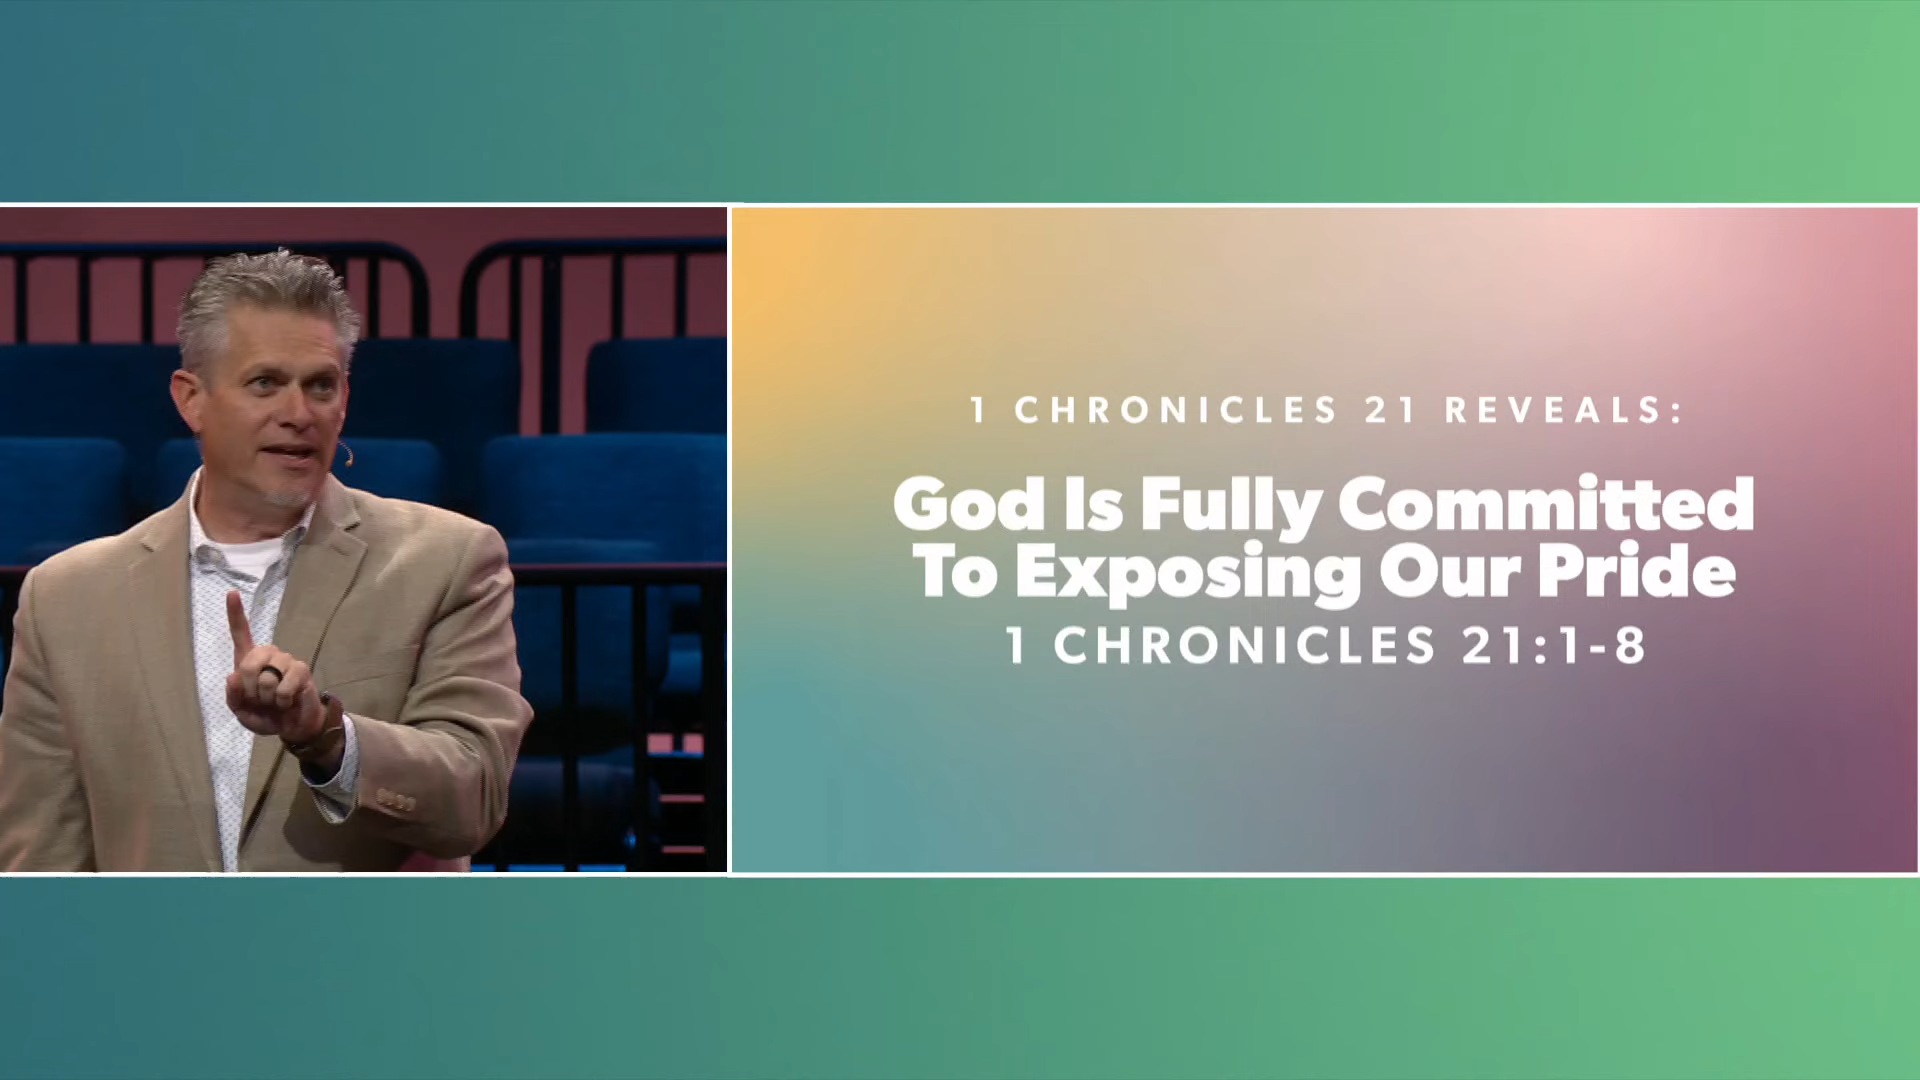 1 CHRONICLES 21 REVEALS:
God Is Fully Committed
To Exposing Our Pride
1 CHRONICLES 21:1-8